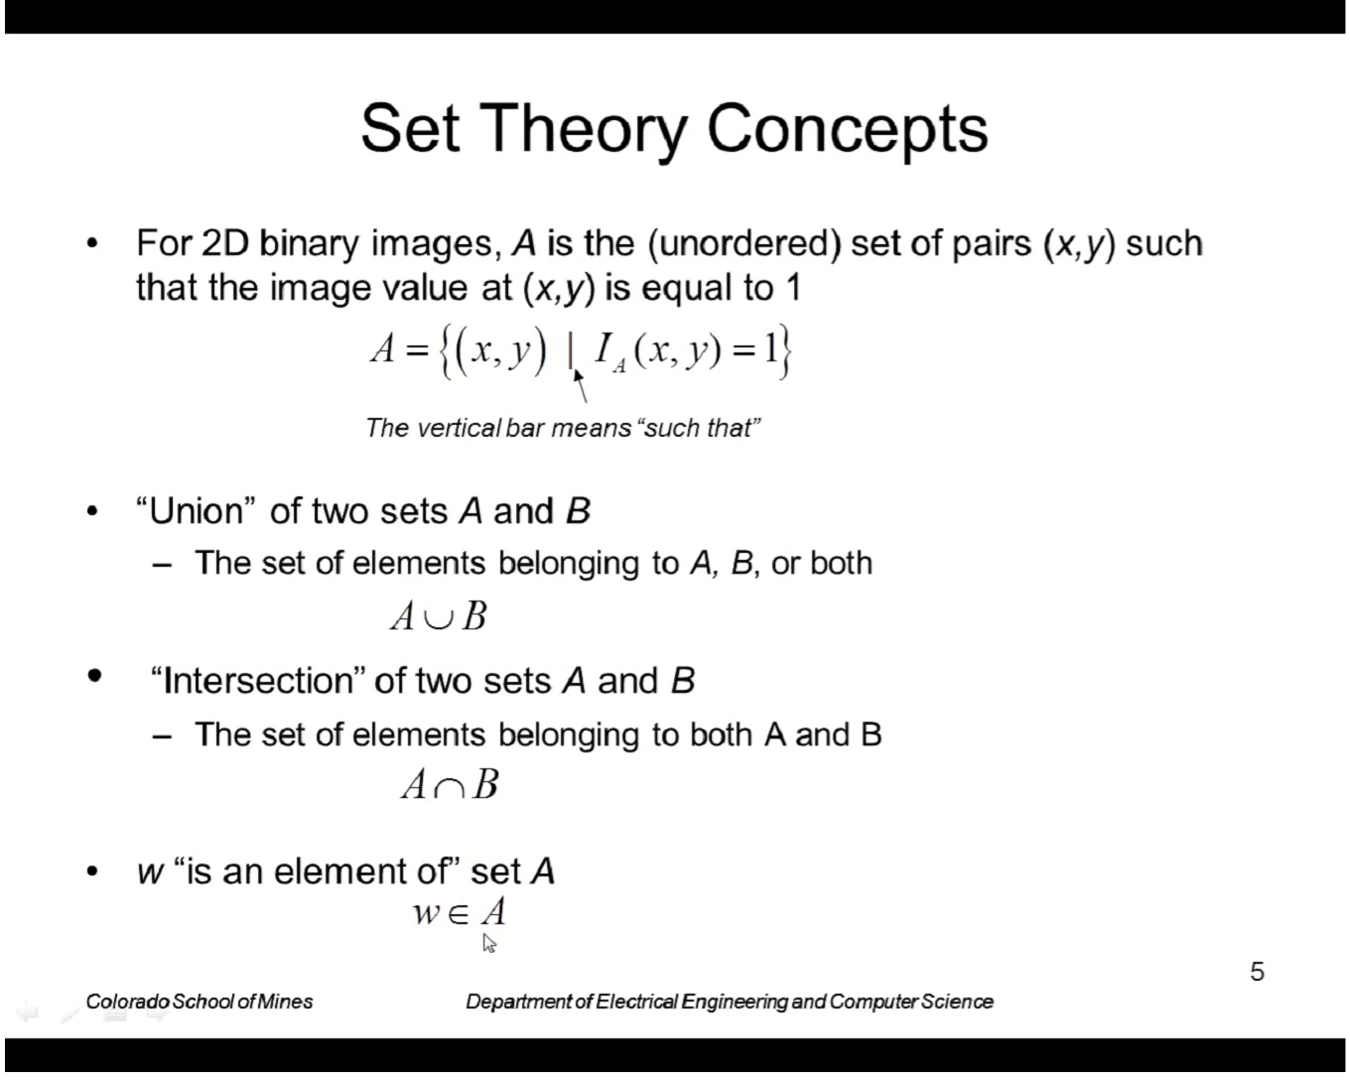 Set Theory Concepts
• For 2D binary images, A is the (unordered) set of pairs (x,y) such
that the image value at (x,y) is equal to 1
A = {(x, y) | I_A(x, y) = 1}
The vertical bar means “such that”
• “Union” of two sets A and B
– The set of elements belonging to A, B, or both
A ∪ B
• “Intersection” of two sets A and B
– The set of elements belonging to both A and B
A ∩ B
• w “is an element of” set A
w ∈ A
5
Colorado School of Mines
Department of Electrical Engineering and Computer Science